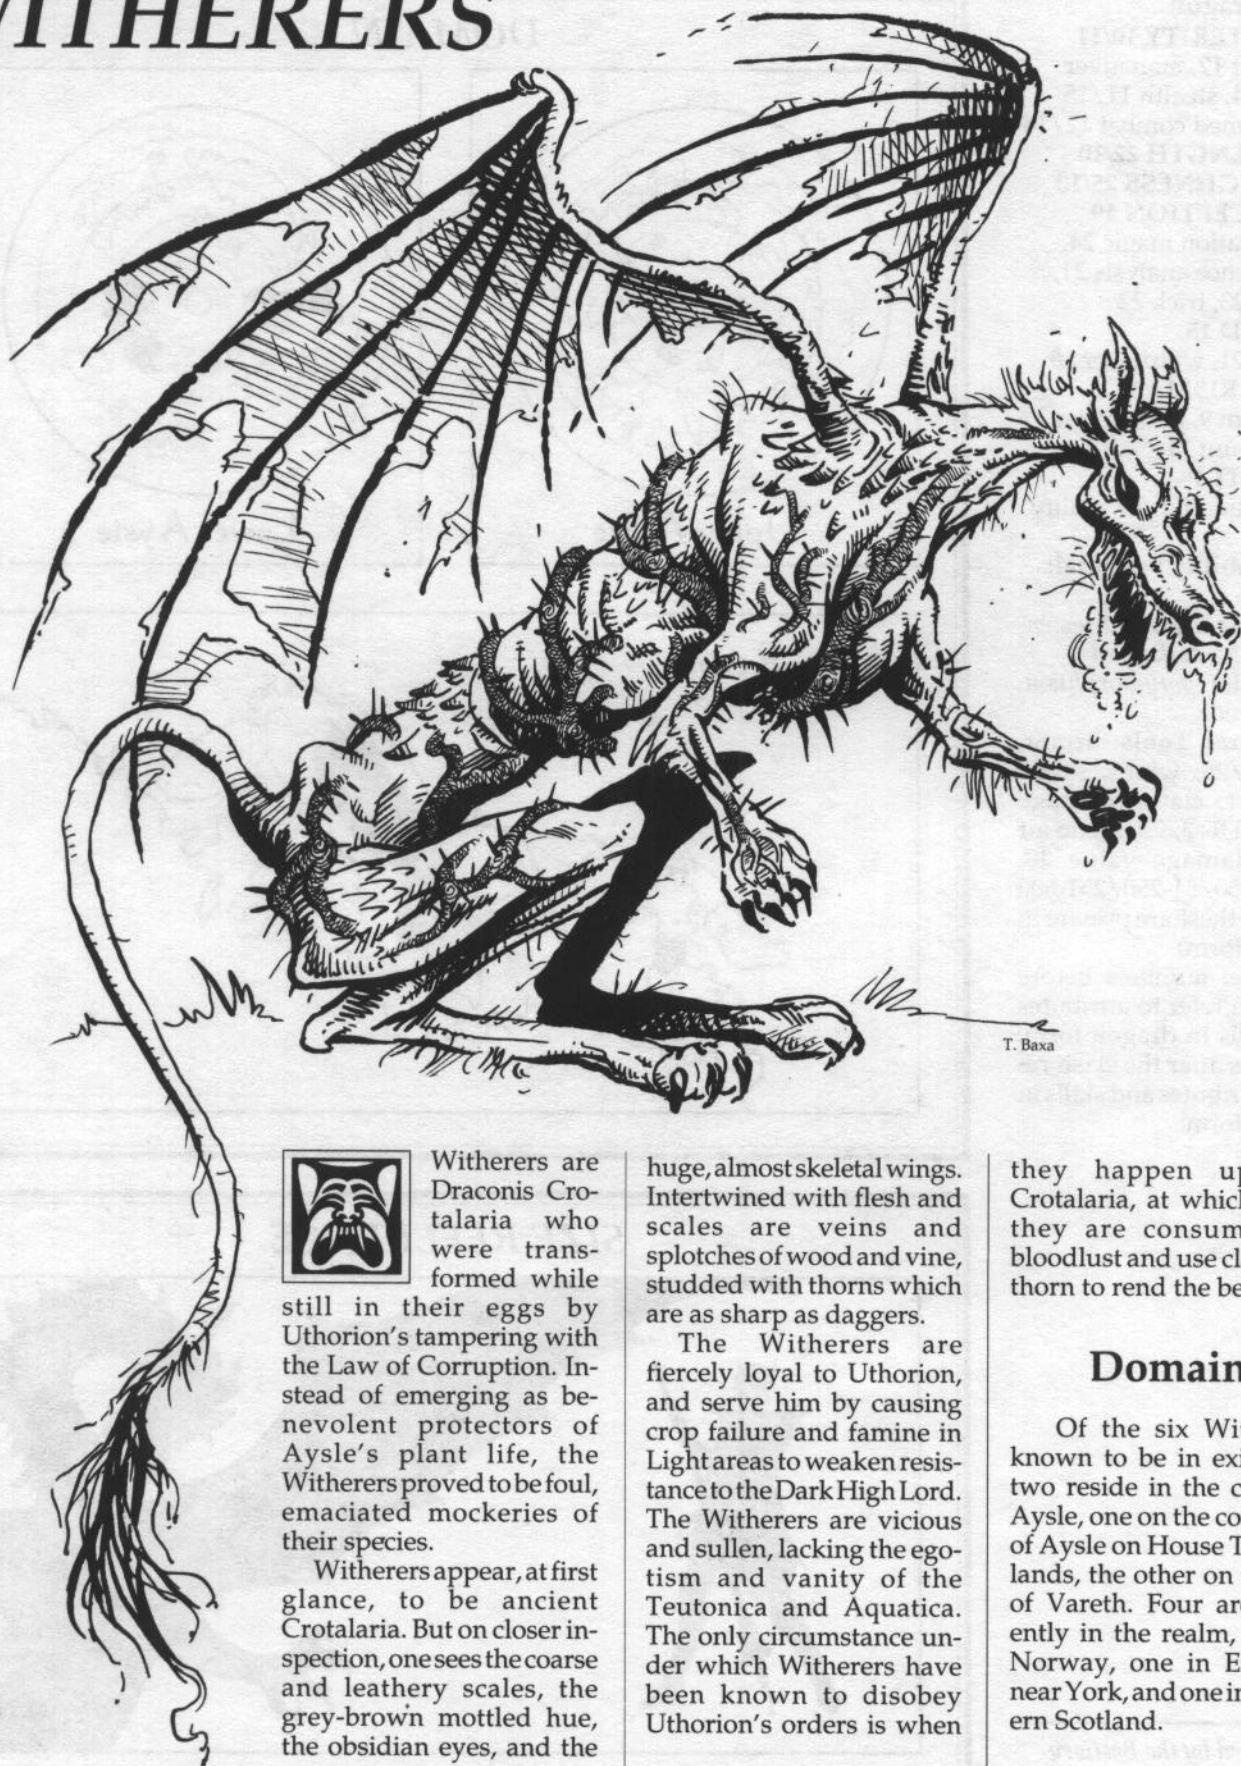 WITHERERS
T. Baxa
Witherers are
Draconis Cro-
talaria who
were trans-
formed while
still in their eggs by
Uthorion's tampering with
the Law of Corruption. In-
stead of emerging as be-
nevolent protectors of
Aysle's plant life, the
Witherers proved to be foul,
emaciated mockeries of
their species.
Witherers appear, at first
glance, to be ancient
Crotalaria. But on closer in-
spection, one sees the coarse
and leathery scales, the
grey-brown mottled hue,
the obsidian eyes, and the
huge, almost skeletal wings.
Intertwined with flesh and
scales are veins and
splotches of wood and vine,
studded with thorns which
are as sharp as daggers.
The Witherers are
fiercely loyal to Uthorion,
and serve him by causing
crop failure and famine in
Light areas to weaken resis-
tance to the Dark High Lord.
The Witherers are vicious
and sullen, lacking the ego-
tism and vanity of the
Teutonica and Aquatica.
The only circumstance un-
der which Witherers have
been known to disobey
Uthorion's orders is when
they happen up
Crotalaria, at which
they are consum
bloodlust and use cl
thorn to rend the be
Domain
Of the six Wi
known to be in exi
two reside in the c
Aysle, one on the co
of Aysle on House T
lands, the other on
of Vareth. Four ar
ently in the realm,
Norway, one in E
near York, and one in
ern Scotland.